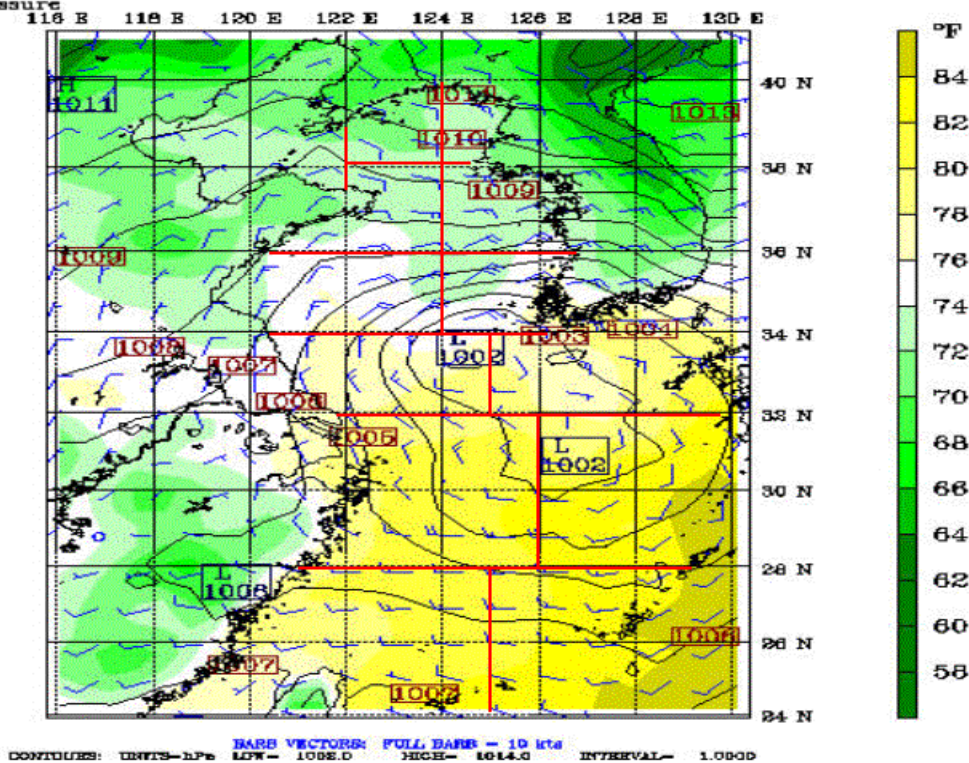 ssure
116 E 118 E 120 E 122 E 124 E 126 E 128 E 130 E
°F
H
1011
1011
40 N
84
1013
82
1010
38 N
80
1009
78
1009
36 N
76
74
1003 1004
34 N
1008
L
1002
72
1007
70
1006
32 N
1005
68
L
1002
66
30 N
64
L
1008
28 N
62
60
1006
26 N
1007
58
1007
24 N
BARB VECTORS: FULL BARB = 10 kts
CONTOURS: UNITS=hPa LOW= 1002.0 HIGH= 1014.0 INTERVAL= 1.0000